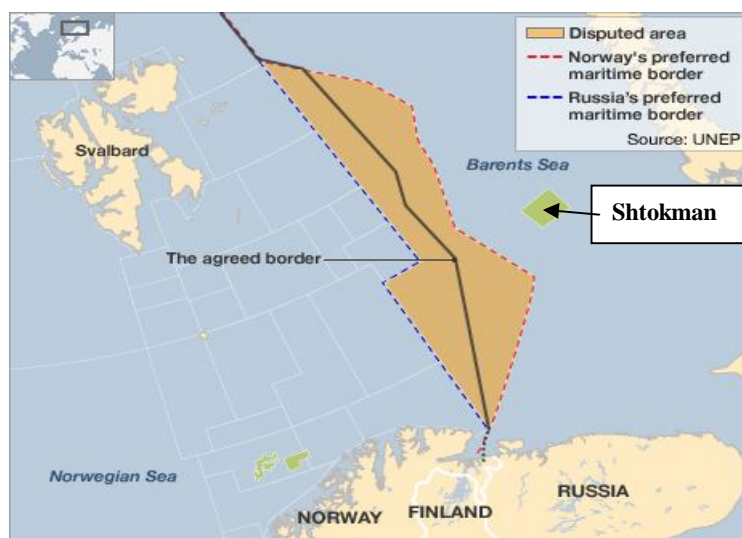 Disputed area
Norway's preferred
maritime border
Russia's preferred
maritime border
Source: UNEP
Svalbard
Barents Sea
Shtokman
The agreed border
Norwegian Sea
NORWAY
FINLAND
RUSSIA